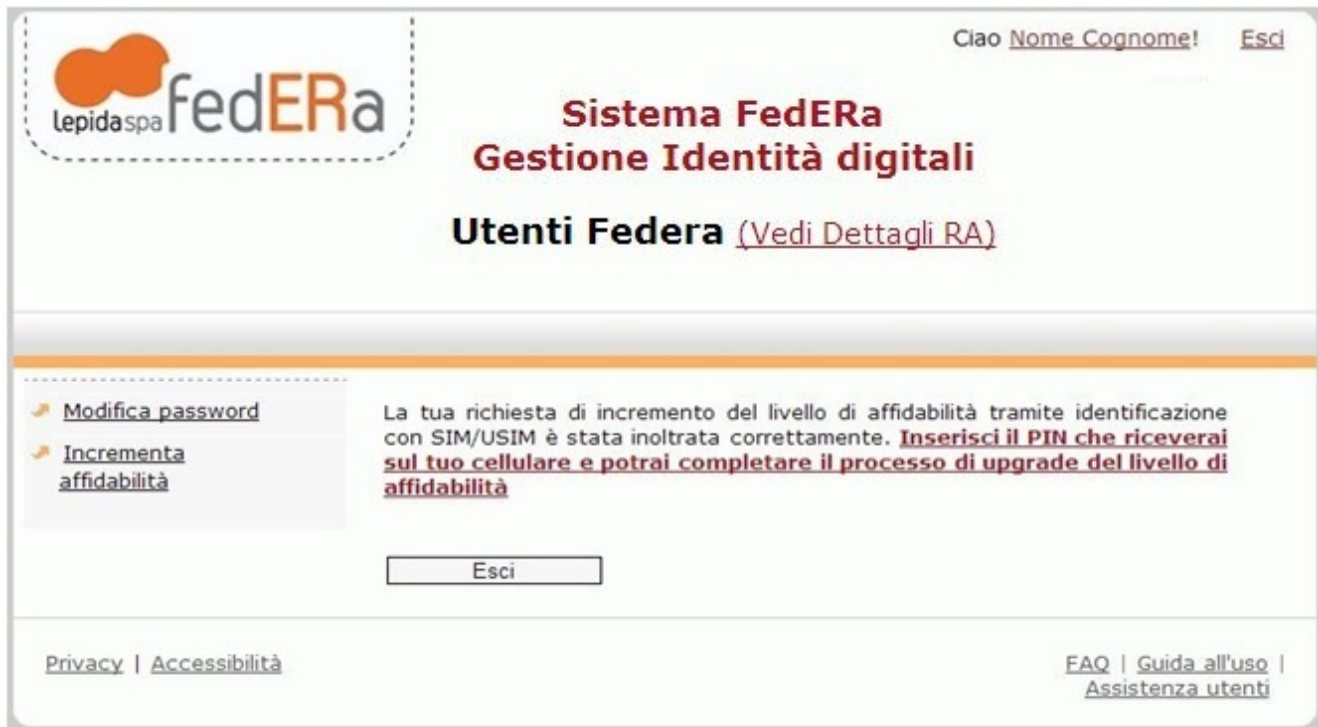 Ciao Nome Cognome! Esci
lepidaspa fedERa
Sistema FedERa
Gestione Identità digitali
Utenti Federa (Vedi Dettagli RA)
Modifica password
Incrementa
affidabilità
La tua richiesta di incremento del livello di affidabilità tramite identificazione
con SIM/USIM è stata inoltrata correttamente. Inserisci il PIN che riceverai
sul tuo cellulare e potrai completare il processo di upgrade del livello di
affidabilità
Esci
Privacy | Accessibilità
FAQ | Guida all'uso |
Assistenza utenti